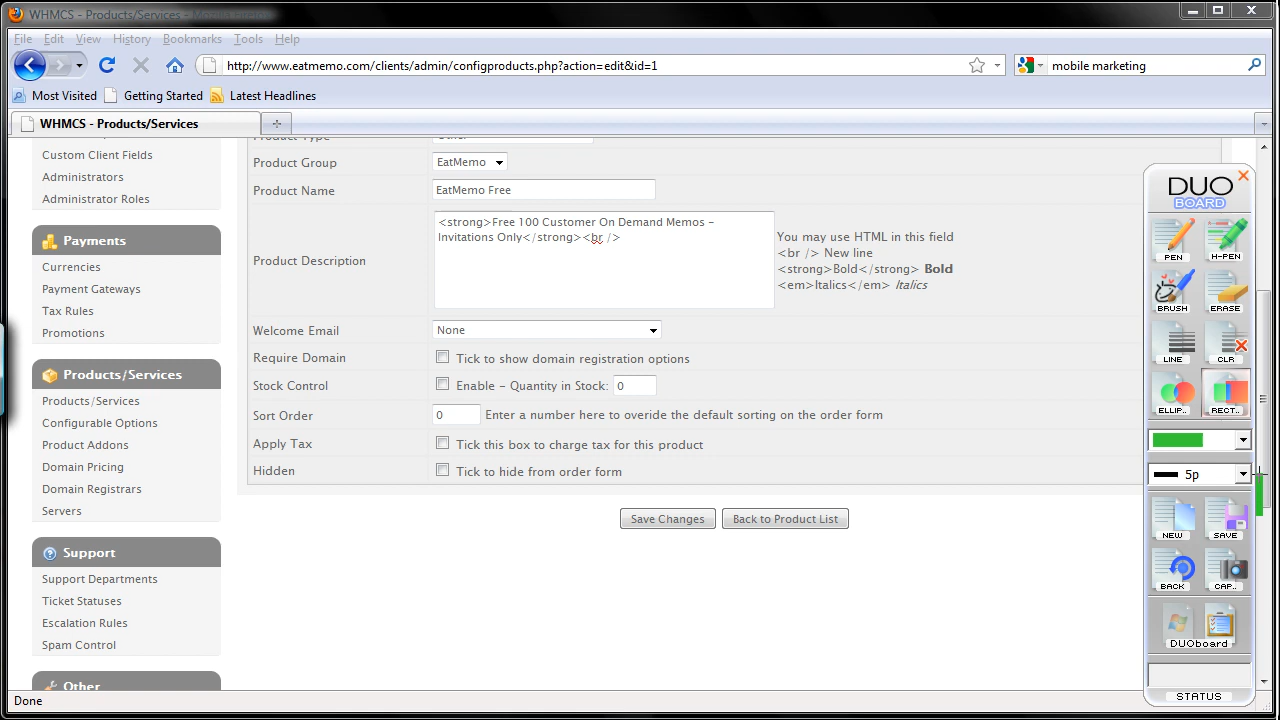 WHMCS - Products/Services - Mozilla Firefox
File Edit View History Bookmarks Tools Help
http://www.eatmemo.com/clients/admin/configproducts.php?action=edit&id=1
mobile marketing
Most Visited Getting Started Latest Headlines
WHMCS - Products/Services
Custom Client Fields
Administrators
Administrator Roles
Payments
Currencies
Payment Gateways
Tax Rules
Promotions
Products/Services
Products/Services
Configurable Options
Product Addons
Domain Pricing
Domain Registrars
Servers
Support
Support Departments
Ticket Statuses
Escalation Rules
Spam Control
Other
Product Type Other
Product Group EatMemo
Product Name EatMemo Free
Product Description
<strong>Free 100 Customer On Demand Memos –
Invitations Only</strong><br />
You may use HTML in this field
<br /> New line
<strong>Bold</strong> Bold
<em>Italics</em> Italics
Welcome Email None
Require Domain Tick to show domain registration options
Stock Control Enable – Quantity in Stock: 0
Sort Order 0 Enter a number here to overide the default sorting on the order form
Apply Tax Tick this box to charge tax for this product
Hidden Tick to hide from order form
Save Changes Back to Product List
DUO
BOARD
PEN H-PEN
BRUSH ERASE
LINE CLR
ELLIP.. RECT..
5p
NEW SAVE
BACK CAP..
DUOboard
STATUS
Done